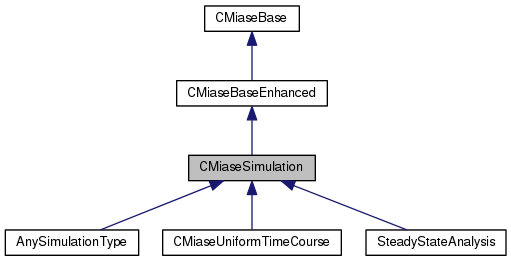 CMiaseBase
CMiaseBaseEnhanced
CMiaseSimulation
AnySimulationType
CMiaseUniformTimeCourse
SteadyStateAnalysis